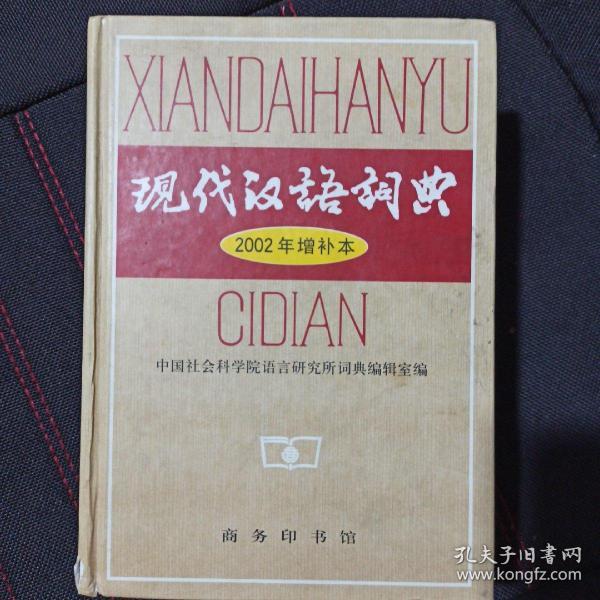 XIANDAIHANYU
现代汉语词典
2002年增补本
CIDIAN
中国社会科学院语言研究所词典编辑室编
商务印书馆
孔夫子旧书网
www.kongfz.com